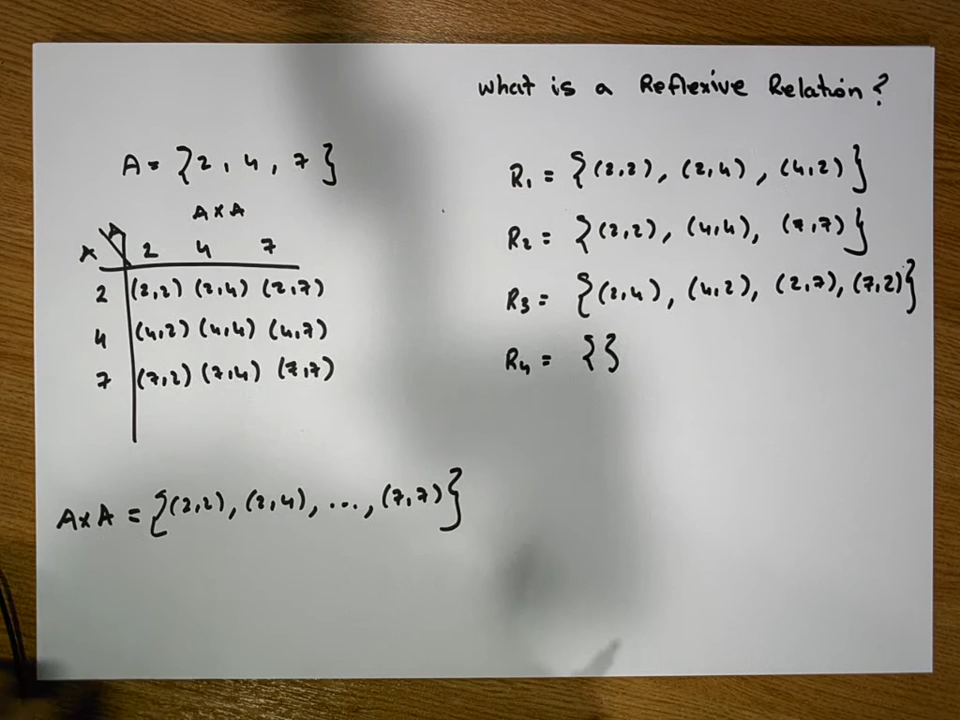 What is a Reflexive Relation?
A = {2, 4, 7}
A x A
A A 2 4 7
2 (2,2) (2,4) (2,7)
4 (4,2) (4,4) (4,7)
7 (7,2) (7,4) (7,7)
A x A = {(2,2), (2,4), ..., (7,7)}
R1 = {(2,2), (2,4), (4,2)}
R2 = {(2,2), (4,4), (7,7)}
R3 = {(2,4), (4,2), (2,7), (7,2)}
R4 = {}